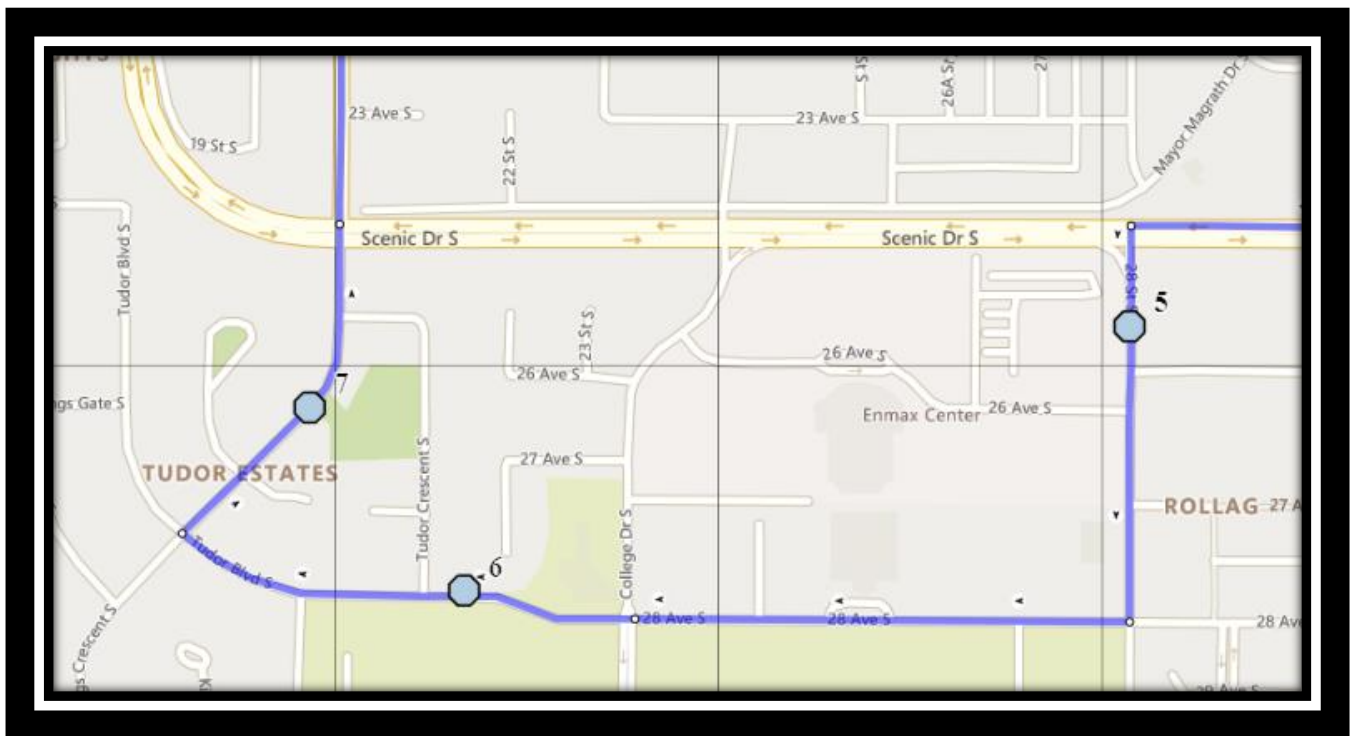 23 Ave S
19 St S
22 St S
23 Ave S
26A St
Mayor Magrath Dr S
Scenic Dr S
Scenic Dr S
Tudor Blvd S
28 St S
5
23 St S
26 Ave S
26 Ave S
7
gs Gate S
Enmax Center
26 Ave S
TUDOR ESTATES
27 Ave S
Tudor Crescent S
College Dr S
ROLLAG
27 A
Tudor Blvd S
6
28 Ave S
28 Ave S
28 Av
gs Crescent S